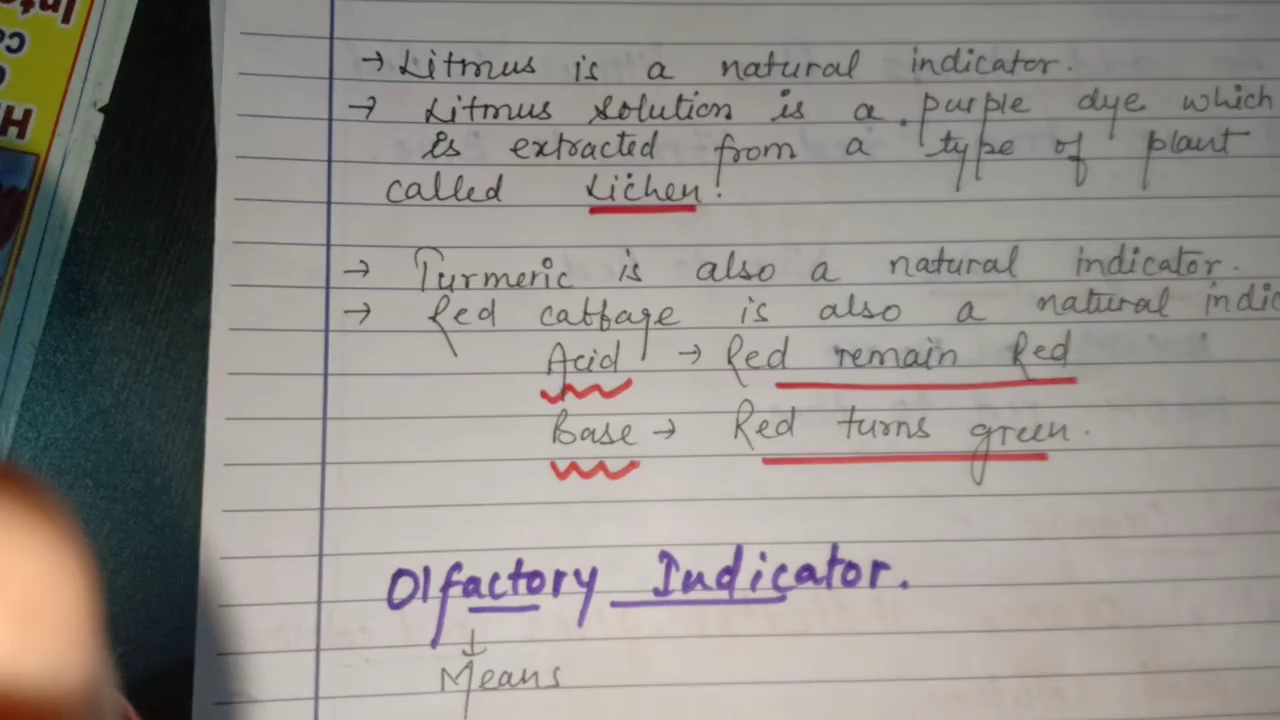 → Litmus is a natural indicator.
→ Litmus solution is a purple dye which
is extracted from a type of plant
called Lichen.
→ Turmeric is also a natural indicator.
→ Red cabbage is also a natural indic
Acid → Red remain Red
Base → Red turns green.
Olfactory Indicator.
↓
Means